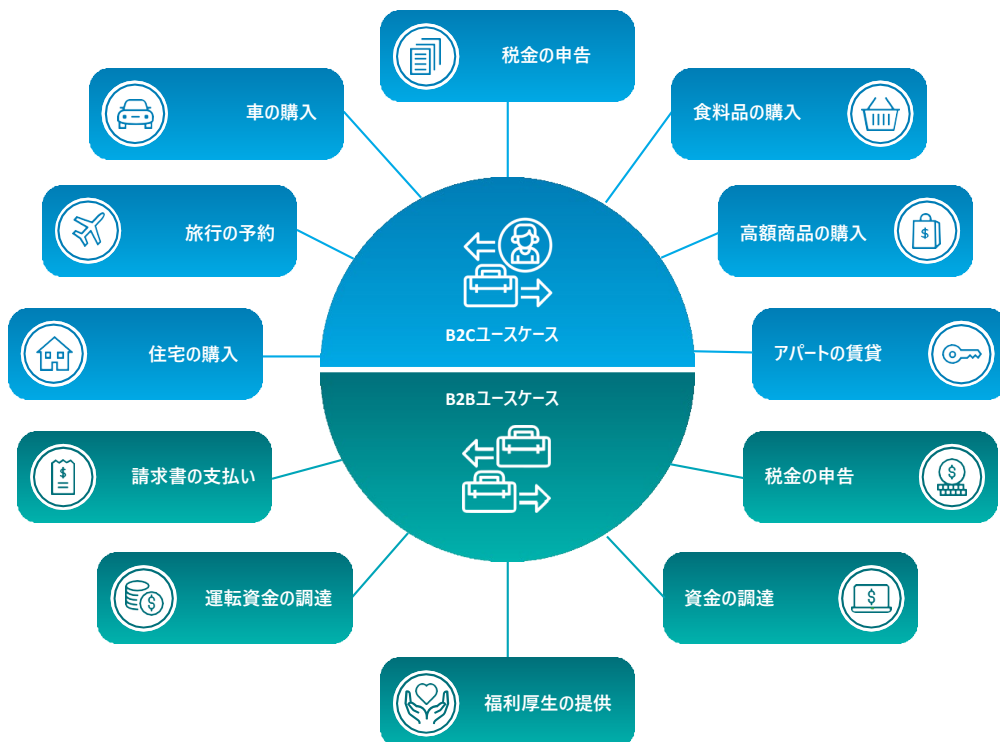 税金の申告
車の購入
食料品の購入
旅行の予約
高額商品の購入
B2Cユースケース
住宅の購入
アパートの賃貸
B2Bユースケース
請求書の支払い
税金の申告
運転資金の調達
資金の調達
福利厚生の提供